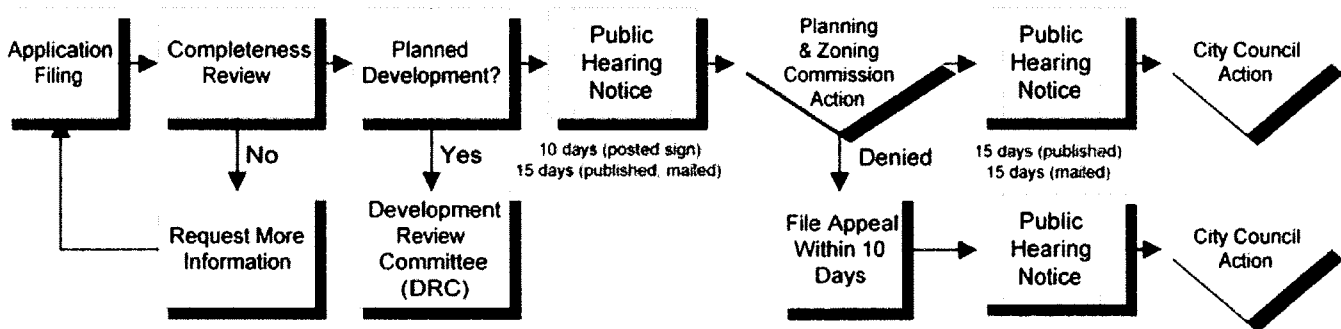 Application
Filing
Completeness
Review
Planned
Development?
Public
Hearing
Notice
Planning
& Zoning
Commission
Action
Public
Hearing
Notice
City Council
Action
No
Yes
10 days (posted sign)
15 days (published, mailed)
Denied
15 days (published)
15 days (mailed)
Request More
Information
Development
Review
Committee
(DRC)
File Appeal
Within 10
Days
Public
Hearing
Notice
City Council
Action